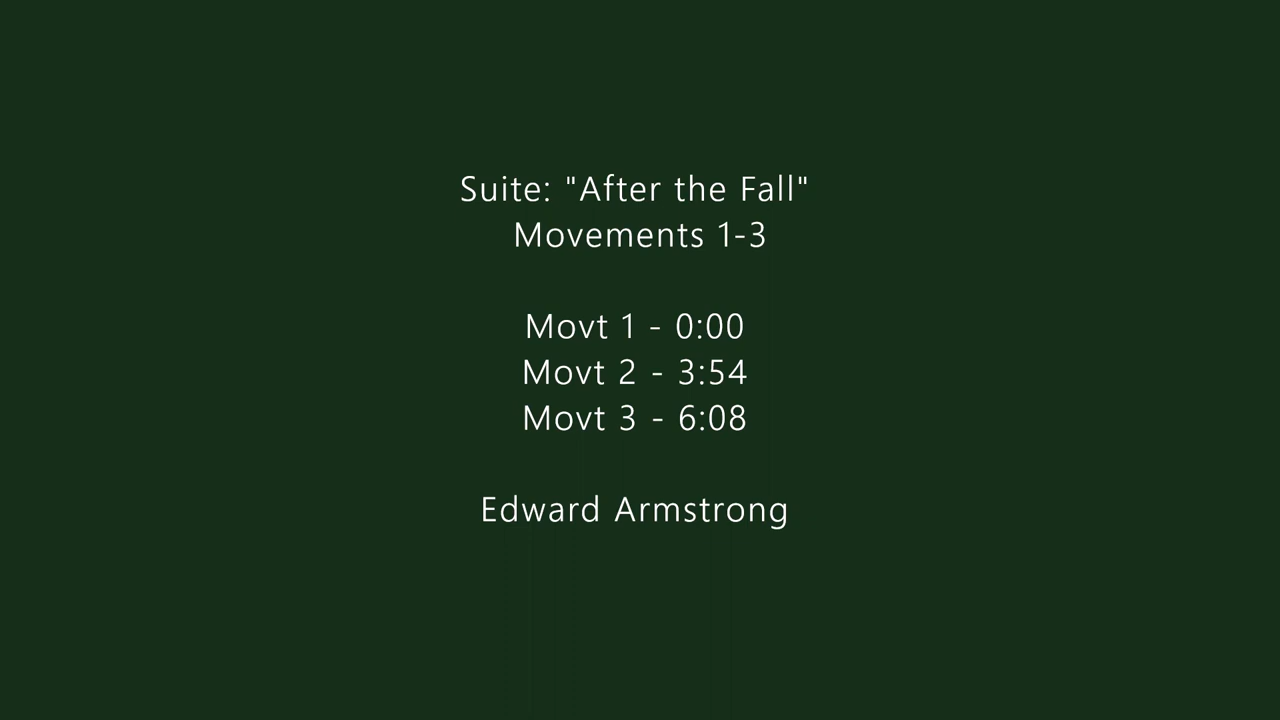 Suite: "After the Fall"
Movements 1-3
Movt 1 - 0:00
Movt 2 - 3:54
Movt 3 - 6:08
Edward Armstrong